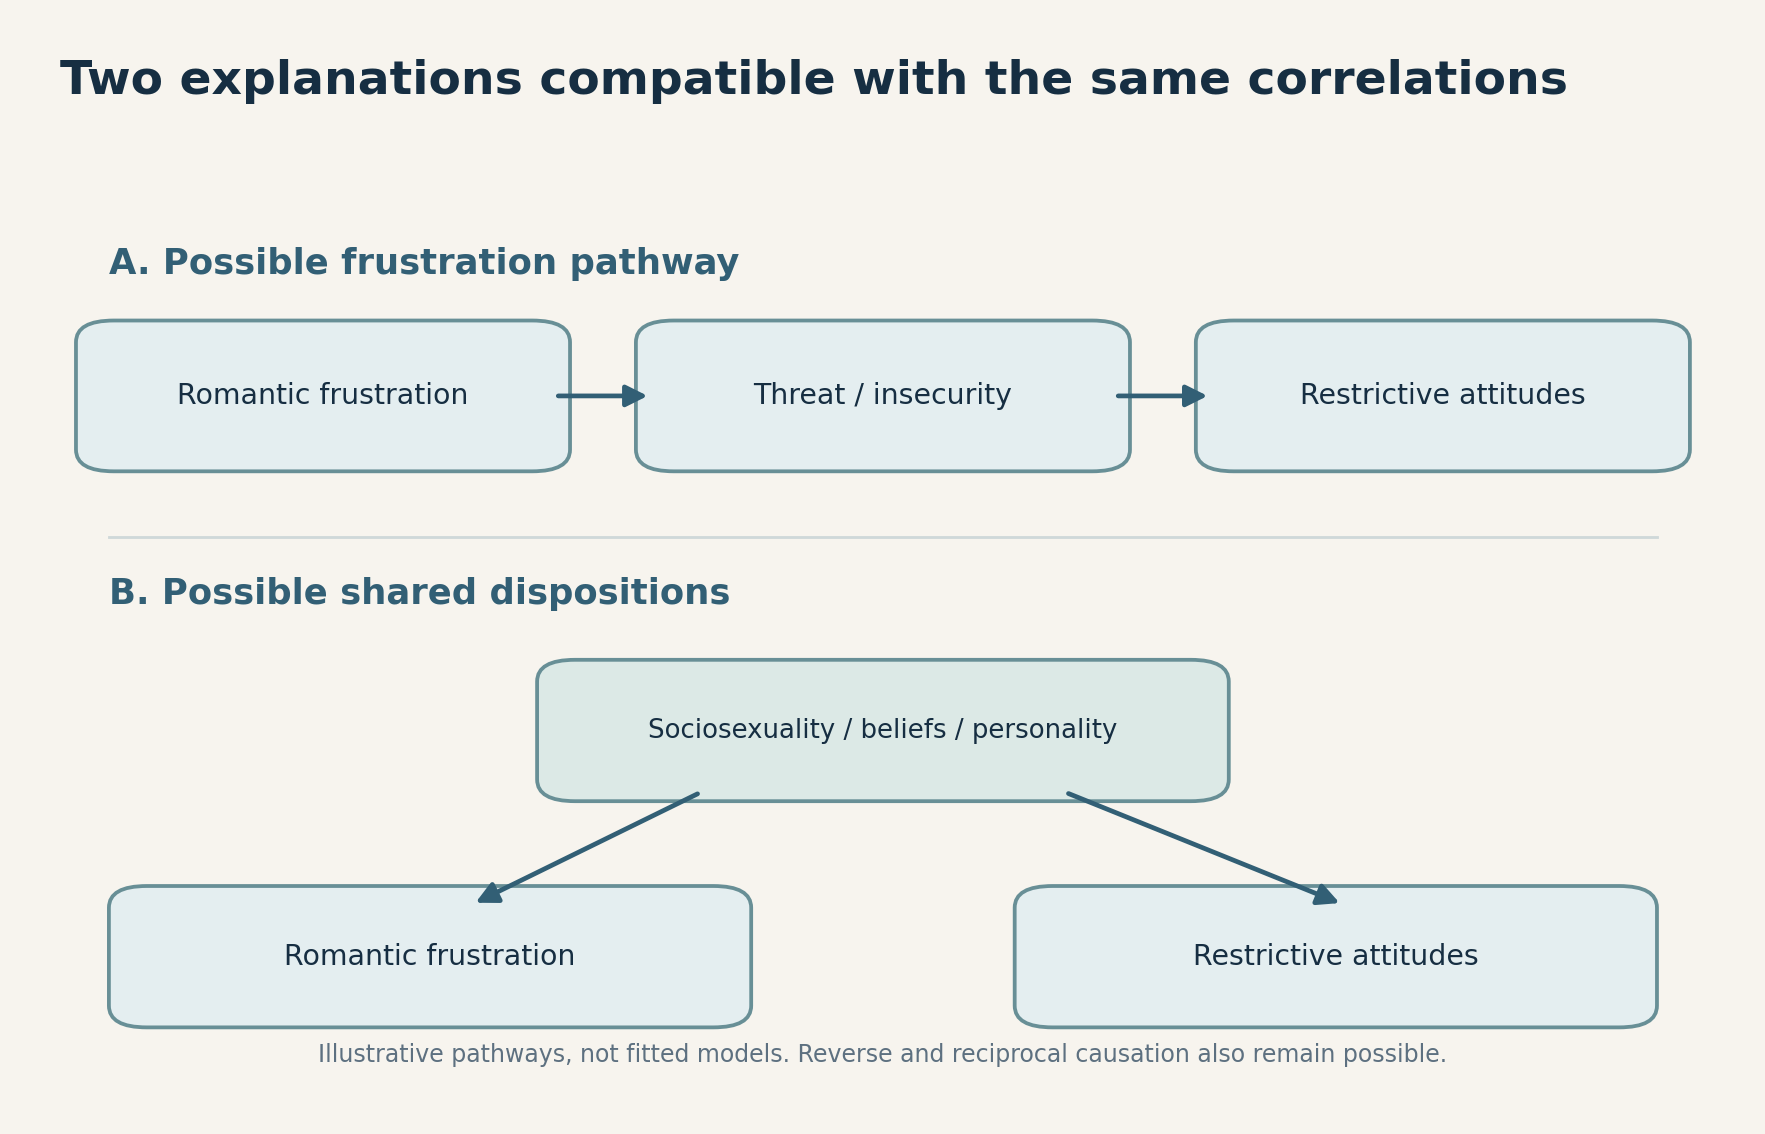 Two explanations compatible with the same correlations
A. Possible frustration pathway
Romantic frustration
Threat / insecurity
Restrictive attitudes
B. Possible shared dispositions
Sociosexuality / beliefs / personality
Romantic frustration
Restrictive attitudes
Illustrative pathways, not fitted models. Reverse and reciprocal causation also remain possible.